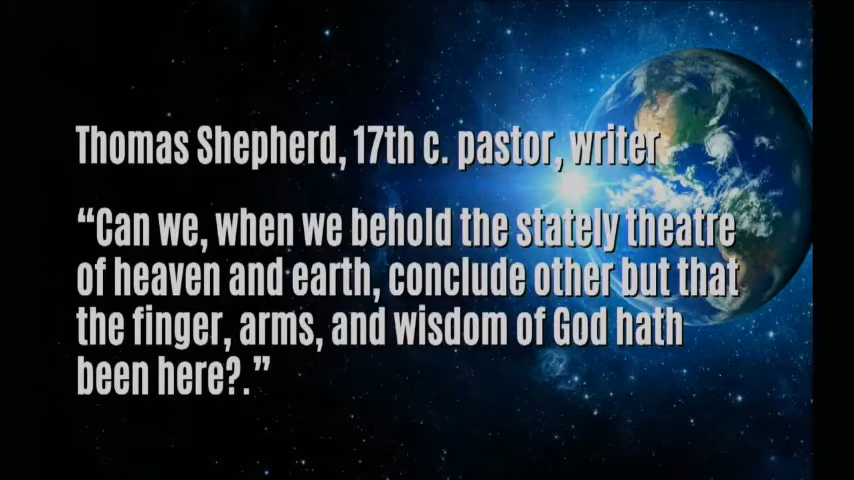 Thomas Shepherd, 17th c. pastor, writer
“Can we, when we behold the stately theatre
of heaven and earth, conclude other but that
the finger, arms, and wisdom of God hath
been here?.”